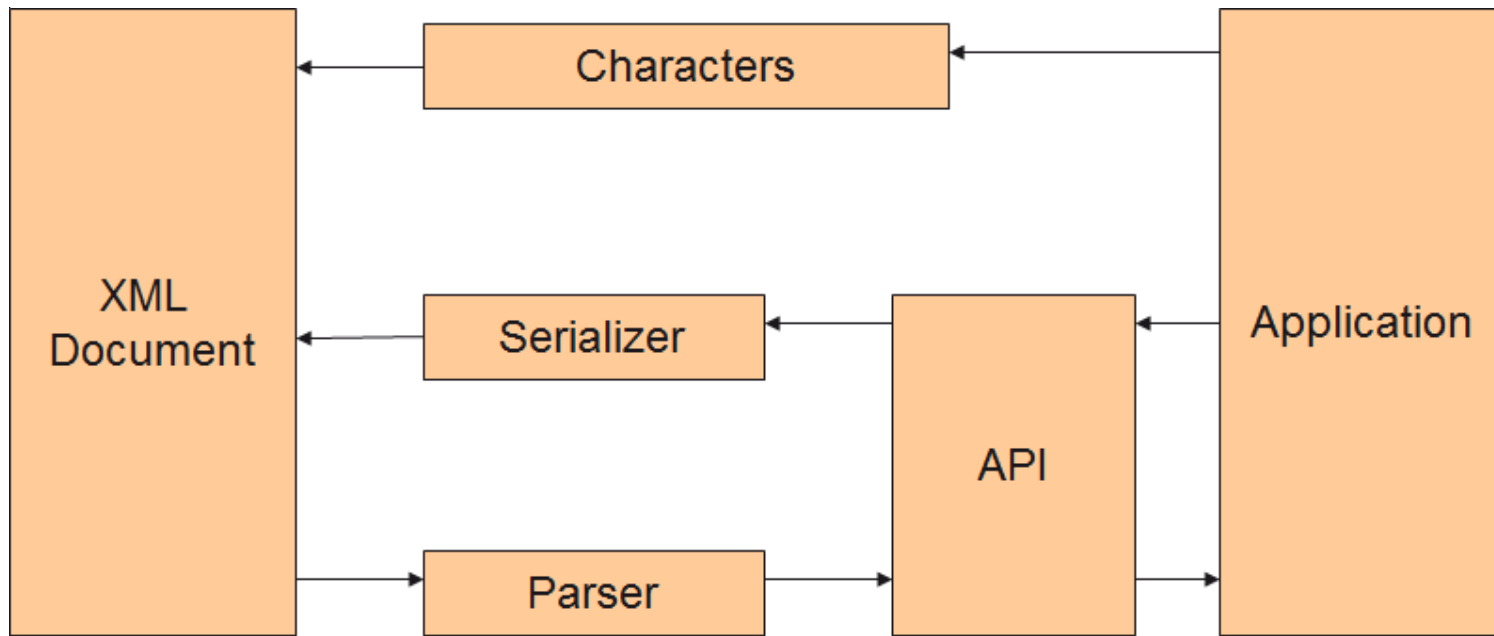 Characters
XML
Document
Serializer
API
Application
Parser